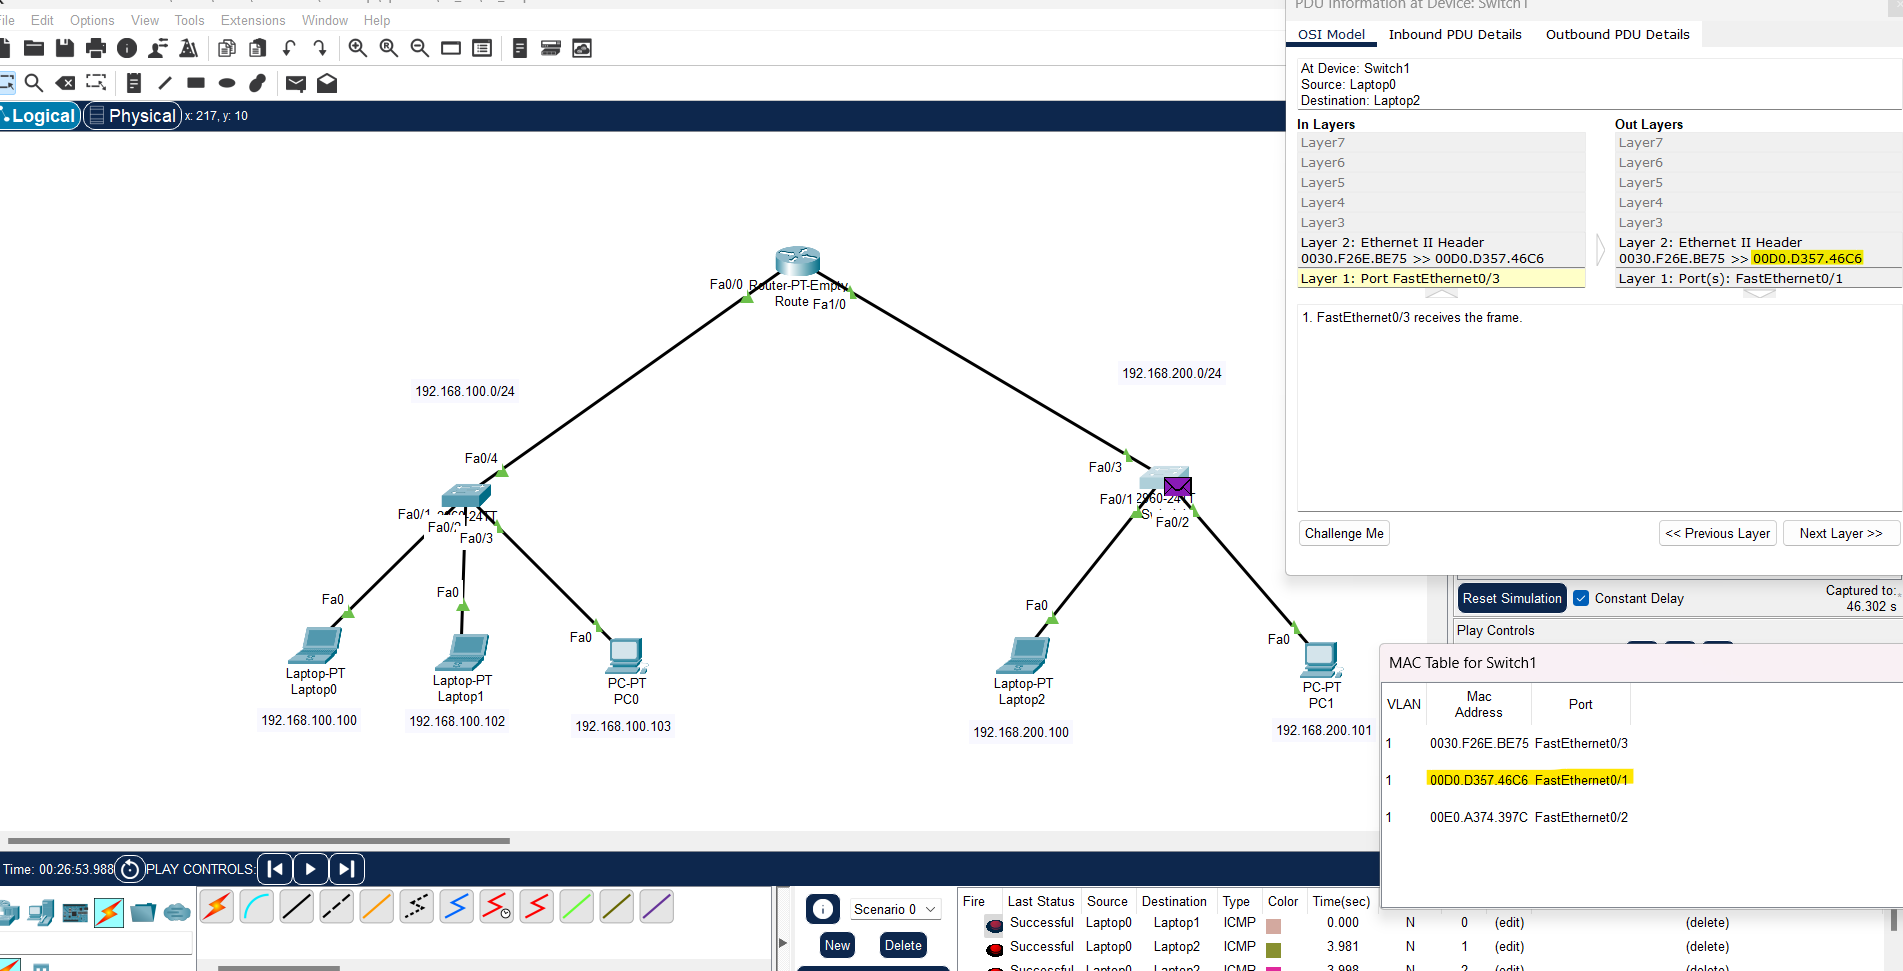 PDU Information at Device: Switch1
File Edit Options View Tools Extensions Window Help
OSI Model Inbound PDU Details Outbound PDU Details
At Device: Switch1
Source: Laptop0
Destination: Laptop2
Logical Physical x: 217, y: 10
In Layers Out Layers
Layer7 Layer7
Layer6 Layer6
Layer5 Layer5
Layer4 Layer4
Layer3 Layer3
Layer 2: Ethernet II Header Layer 2: Ethernet II Header
0030.F26E.BE75 >> 00D0.D357.46C6 0030.F26E.BE75 >> 00D0.D357.46C6
Layer 1: Port FastEthernet0/3 Layer 1: Port(s): FastEthernet0/1
1. FastEthernet0/3 receives the frame.
Challenge Me << Previous Layer Next Layer >>
Fa0/0 Router-PT-Empty
Route Fa1/0
192.168.100.0/24
192.168.200.0/24
Fa0/4
Fa0/1 2960-24TT
Fa0/2
Fa0/3
Fa0/3
Fa0/1 2960-24TT
Fa0/2
Fa0
Fa0
Fa0
Fa0
Fa0
Laptop-PT
Laptop0
192.168.100.100
Laptop-PT
Laptop1
192.168.100.102
PC-PT
PC0
192.168.100.103
Laptop-PT
Laptop2
192.168.200.100
PC-PT
PC1
192.168.200.101
Reset Simulation Constant Delay Captured to:
46.302 s
Play Controls
MAC Table for Switch1
VLAN Mac Address Port
1 0030.F26E.BE75 FastEthernet0/3
1 00D0.D357.46C6 FastEthernet0/1
1 00E0.A374.397C FastEthernet0/2
Time: 00:26:53.988 PLAY CONTROLS:
Scenario 0
New Delete
Fire Last Status Source Destination Type Color Time(sec)
Successful Laptop0 Laptop1 ICMP 0.000 N 0 (edit) (delete)
Successful Laptop0 Laptop2 ICMP 3.981 N 1 (edit) (delete)
Successful Laptop0 Laptop2 ICMP 3.998 N 2 (edit) (delete)